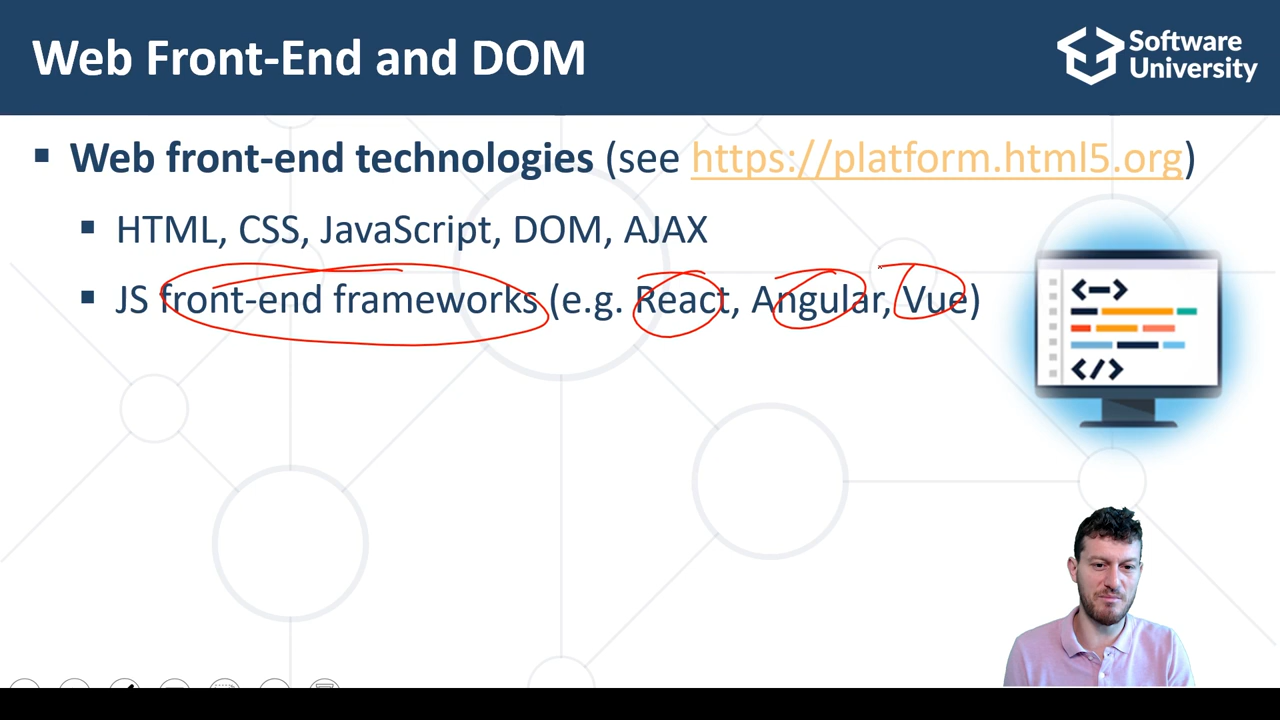 Web Front-End and DOM
Software
University
▪ Web front-end technologies (see https://platform.html5.org)
▪ HTML, CSS, JavaScript, DOM, AJAX
▪ JS front-end frameworks (e.g. React, Angular, Vue)